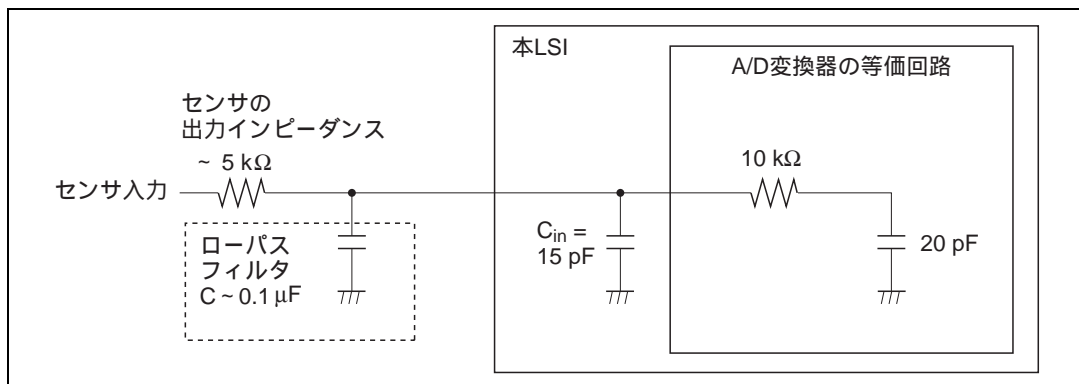 本LSI
A/D変換器の等価回路
センサの
出力インピーダンス
~ 5 kΩ
10 kΩ
センサ入力
ローパス
フィルタ
C ~ 0.1 μF
Cin =
15 pF
20 pF